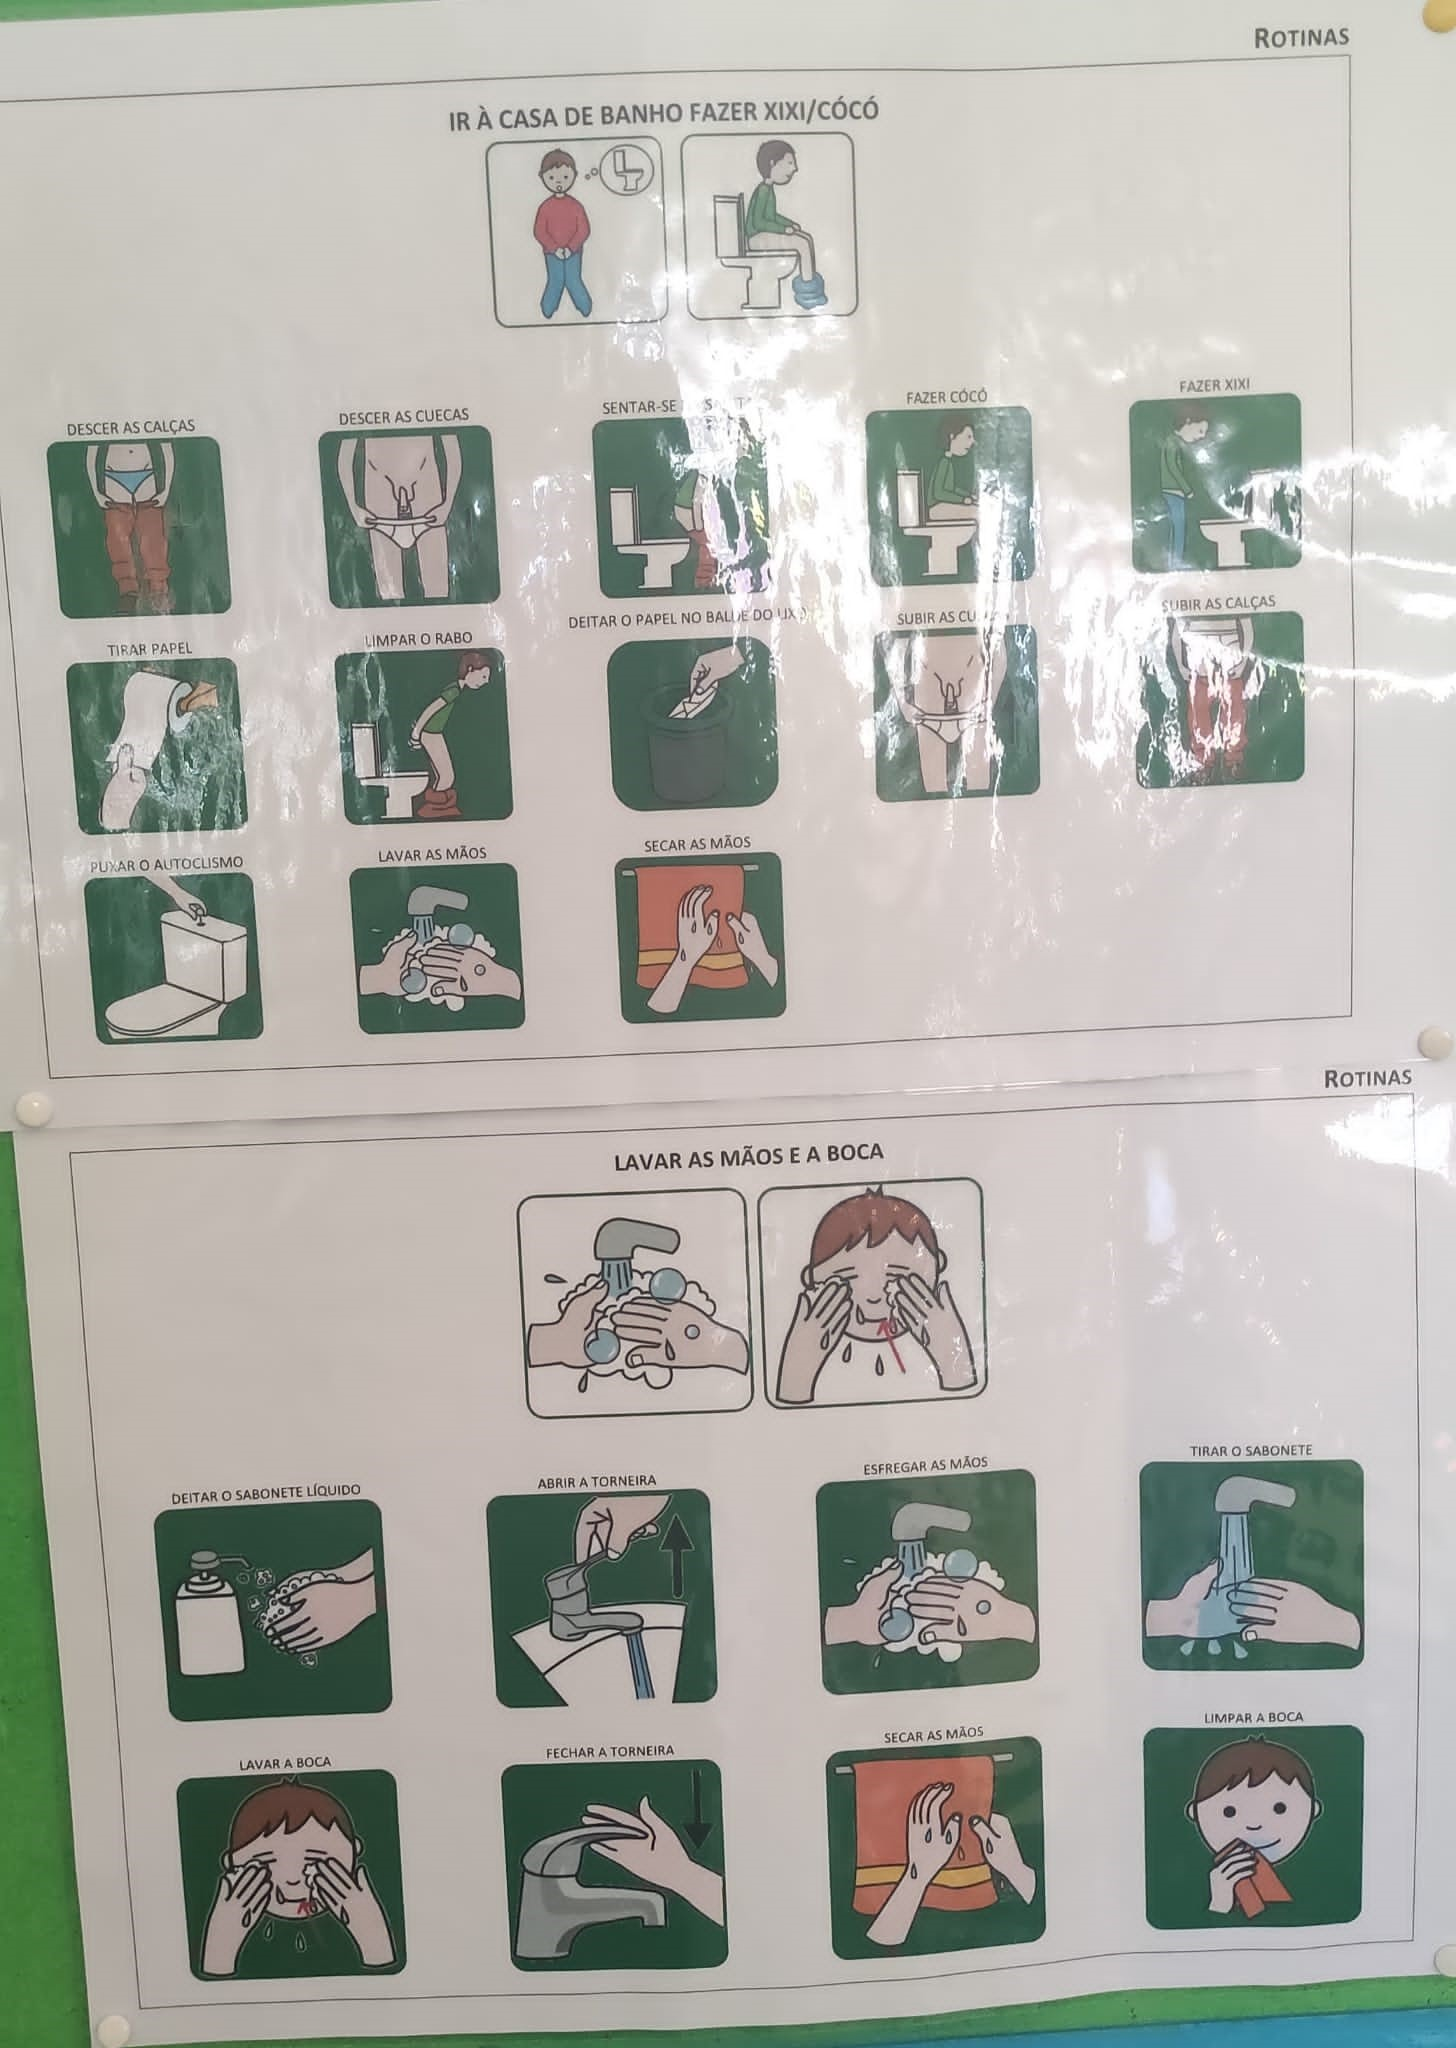 ROTINAS
IR À CASA DE BANHO FAZER XIXI/CÓCÓ
DESCER AS CALÇAS
DESCER AS CUECAS
SENTAR-SE
FAZER CÓCÓ
FAZER XIXI
TIRAR PAPEL
LIMPAR O RABO
DEITAR O PAPEL NO BALDE DO LIXO
SUBIR AS
SUBIR AS CALÇAS
PUXAR O AUTOCLISMO
LAVAR AS MÃOS
SECAR AS MÃOS
ROTINAS
LAVAR AS MÃOS E A BOCA
DEITAR O SABONETE LÍQUIDO
ABRIR A TORNEIRA
ESFREGAR AS MÃOS
TIRAR O SABONETE
LAVAR A BOCA
FECHAR A TORNEIRA
SECAR AS MÃOS
LIMPAR A BOCA